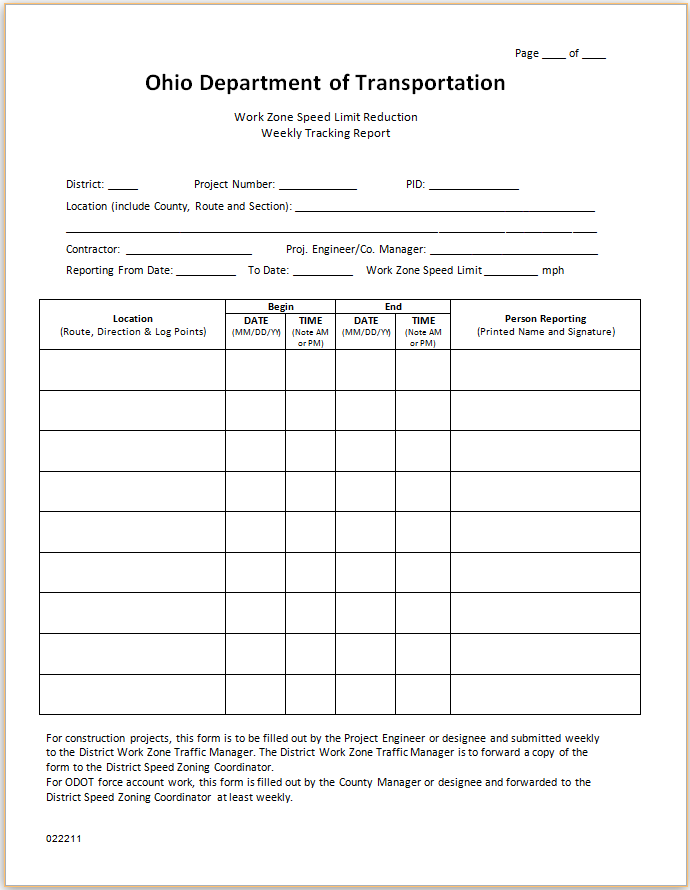 Page ____ of ____
Ohio Department of Transportation
Work Zone Speed Limit Reduction
Weekly Tracking Report
District: _____ Project Number: _____________ PID: _______________
Location (include County, Route and Section): __________________________________________________
________________________________________________________________________________________
Contractor: _____________________ Proj. Engineer/Co. Manager: ____________________________
Reporting From Date: __________ To Date: __________ Work Zone Speed Limit _________ mph
Location
(Route, Direction & Log Points)
Begin
DATE
(MM/DD/YY)
TIME
(Note AM
or PM)
End
DATE
(MM/DD/YY)
TIME
(Note AM
or PM)
Person Reporting
(Printed Name and Signature)
For construction projects, this form is to be filled out by the Project Engineer or designee and submitted weekly
to the District Work Zone Traffic Manager. The District Work Zone Traffic Manager is to forward a copy of the
form to the District Speed Zoning Coordinator.
For ODOT force account work, this form is filled out by the County Manager or designee and forwarded to the
District Speed Zoning Coordinator at least weekly.
022211